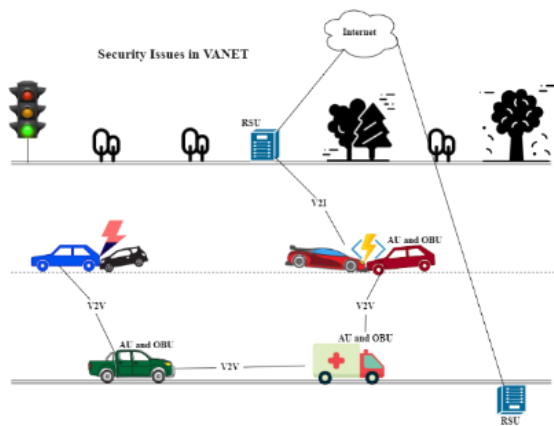 Internet
Security Issues in VANET
RSU
V2I
AU and OBU
V2V
V2V
AU and OBU
AU and OBU
V2V
RSU